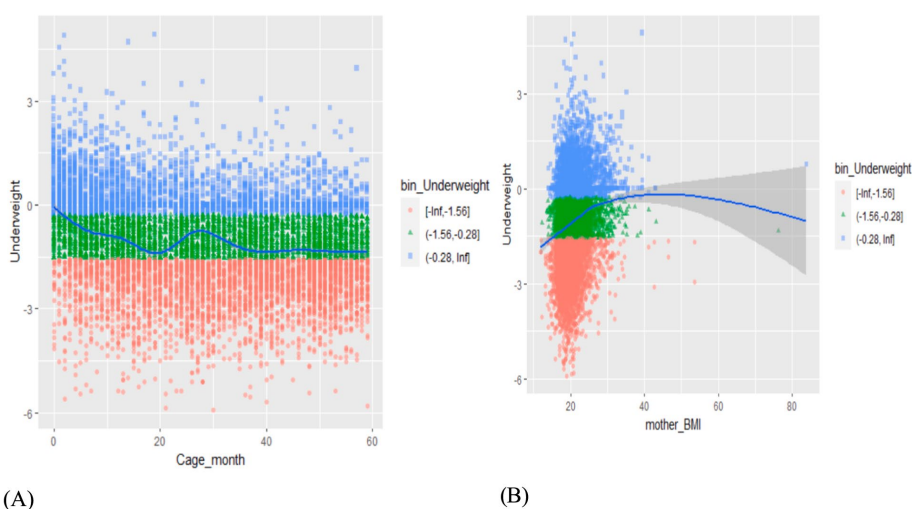 3
0
-3
-6
Underweight
0
20
40
60
Cage_month
bin_Underweight
[-Inf,-1.56]
(-1.56,-0.28]
(-0.28, Inf]
(A)
3
0
-3
-6
Underweight
20
40
60
80
mother_BMI
bin_Underweight
[-Inf,-1.56]
(-1.56,-0.28]
(-0.28, Inf]
(B)